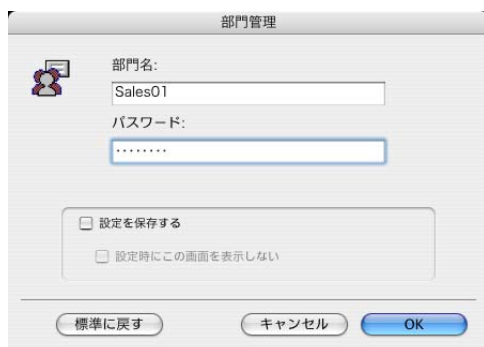 部門管理
部門名:
Sales01
パスワード:
········
設定を保存する
設定時にこの画面を表示しない
標準に戻す
キャンセル
OK